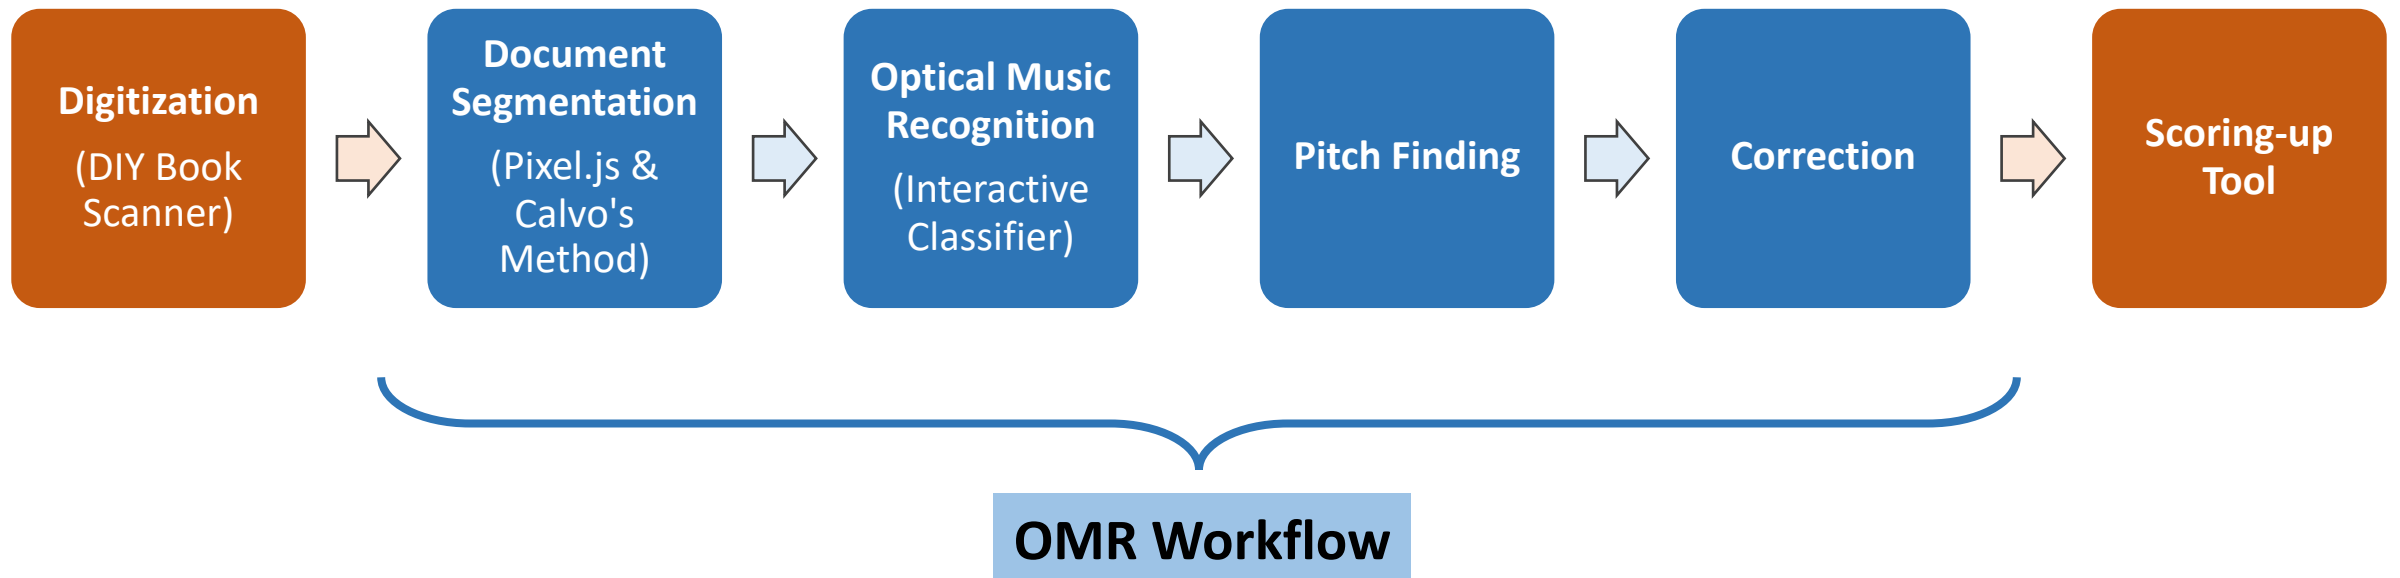 Digitization
(DIY Book
Scanner)
Document
Segmentation
(Pixel.js &
Calvo's
Method)
Optical Music
Recognition
(Interactive
Classifier)
Pitch Finding
Correction
Scoring-up
Tool
OMR Workflow